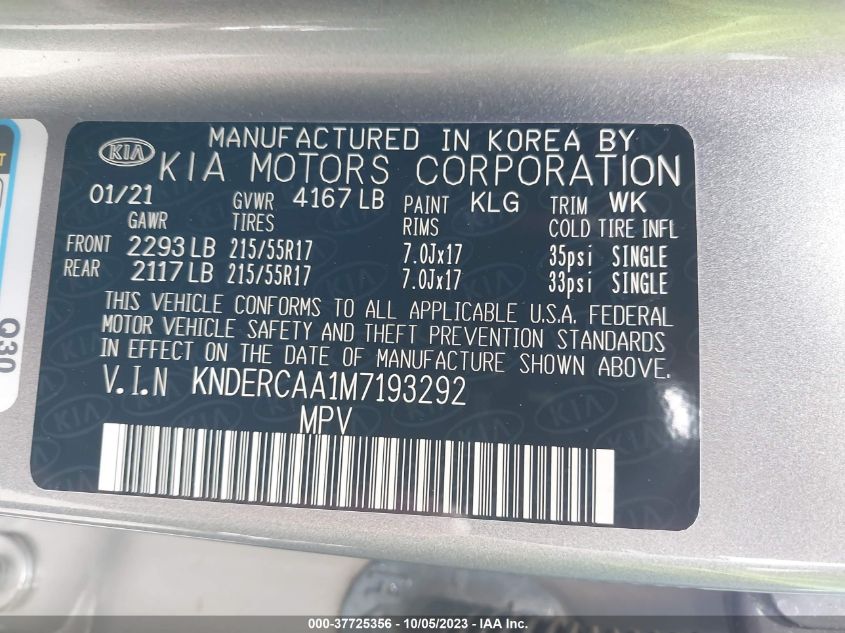 MANUFACTURED IN KOREA BY
KIA KIA MOTORS CORPORATION
01/21 GVWR 4167 LB PAINT KLG TRIM WK
GAWR TIRES RIMS COLD TIRE INFL
FRONT 2293 LB 215/55R17 7.0Jx17 35psi SINGLE
REAR 2117 LB 215/55R17 7.0Jx17 33psi SINGLE
THIS VEHICLE CONFORMS TO ALL APPLICABLE U.S.A. FEDERAL
MOTOR VEHICLE SAFETY AND THEFT PREVENTION STANDARDS
IN EFFECT ON THE DATE OF MANUFACTURE SHOWN ABOVE.
V.I.N KNDERCAA1M7193292
MPV
Q30
000-37725356 - 10/05/2023 - IAA Inc.